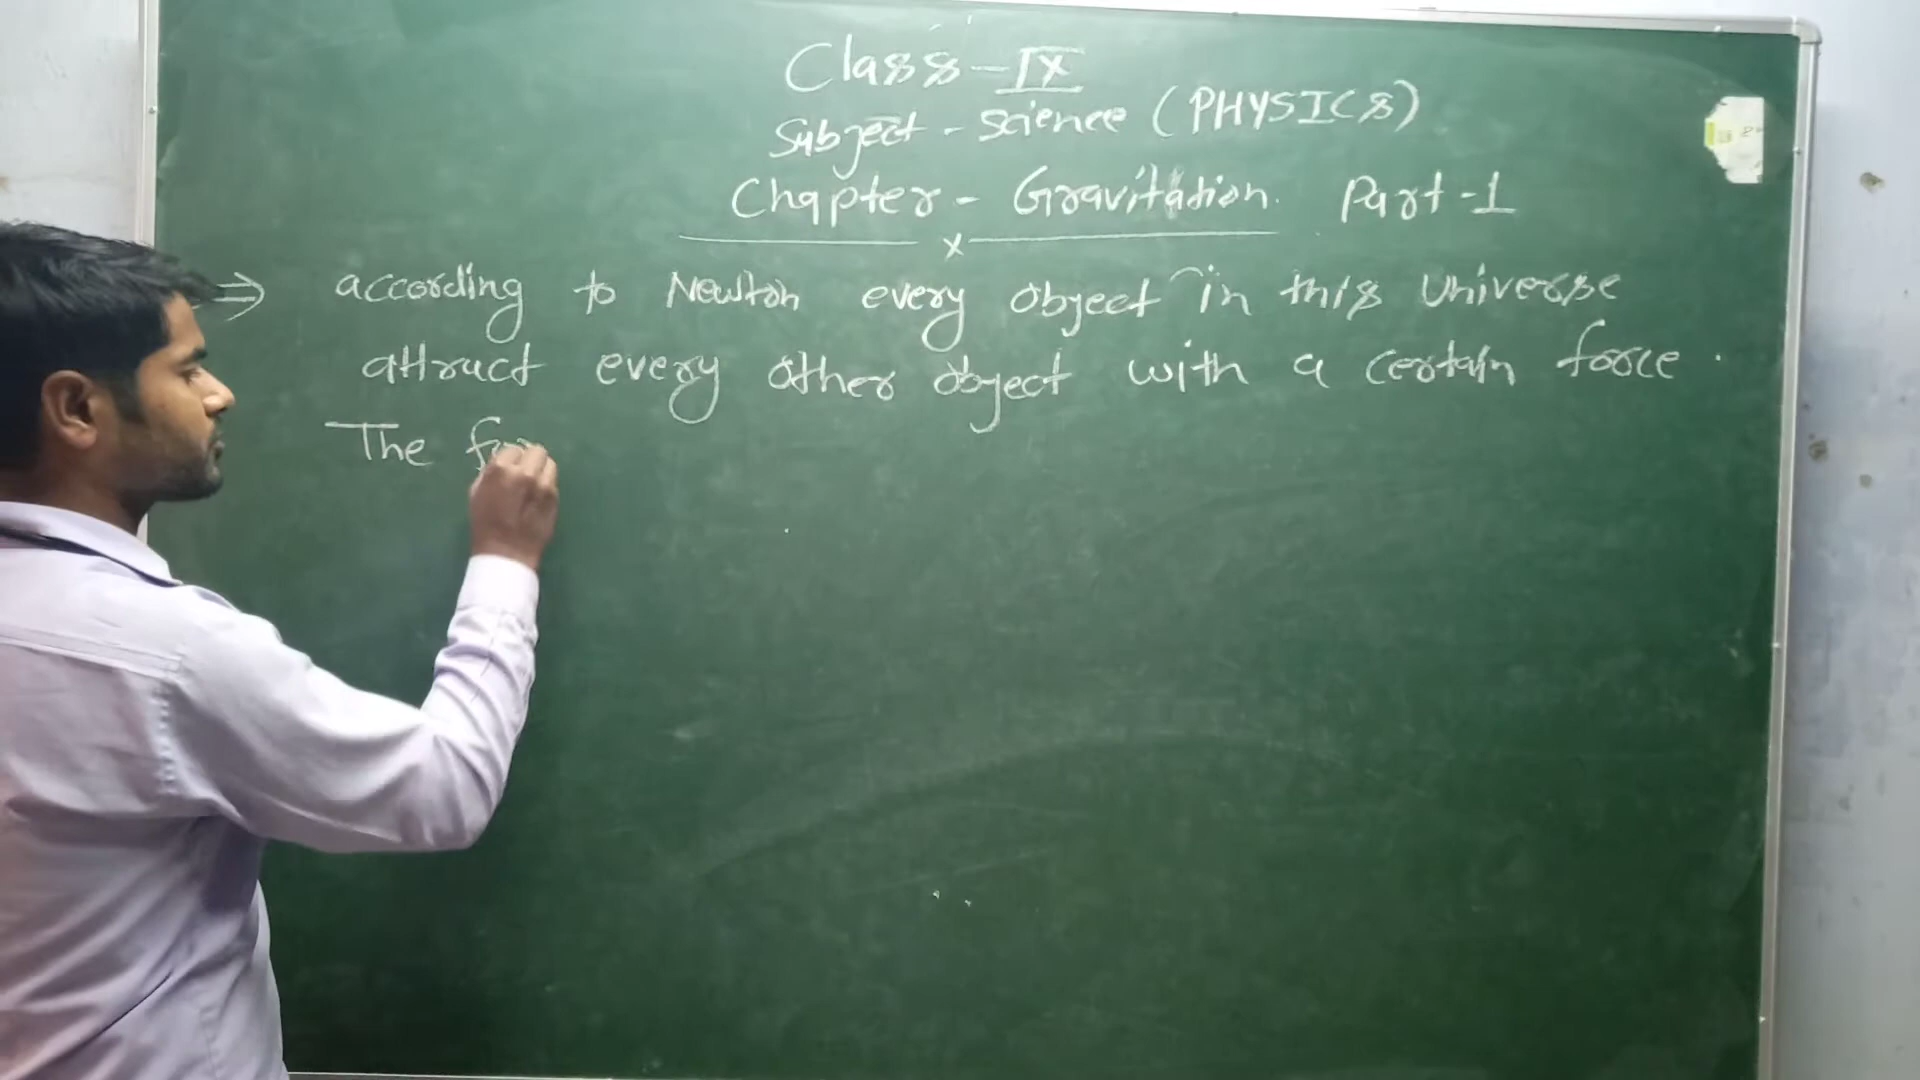 Class - IX
Subject - Science (PHYSICS)
Chapter - Gravitation. Part - 1
x
⇒ according to Newton every object in this Universe
attract every other object with a certain force.
The